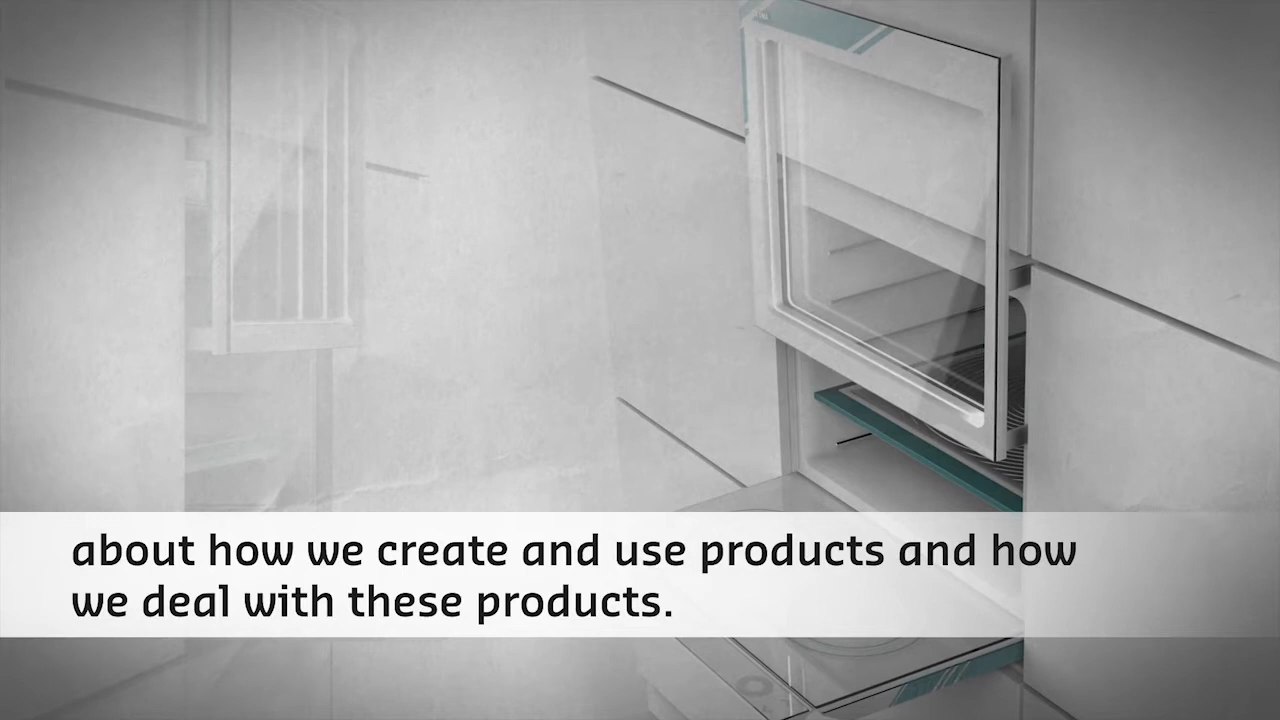 about how we create and use products and how
we deal with these products.